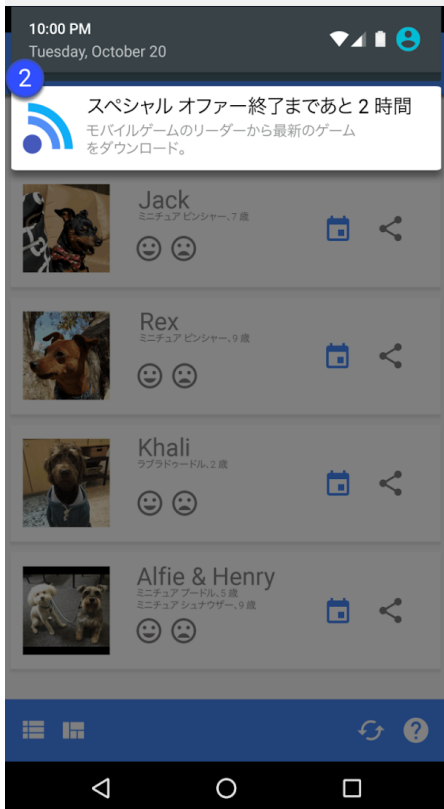 10:00 PM
Tuesday, October 20
2
スペシャル オファー終了まであと 2 時間
モバイルゲームのリーダーから最新のゲーム
をダウンロード。
Jack
ミニチュア ピンシャー、7 歳
Rex
ミニチュア ピンシャー、9 歳
Khali
ラブラドゥードル、2 歳
Alfie & Henry
ミニチュア プードル、5 歳
ミニチュア シュナウザー、9 歳